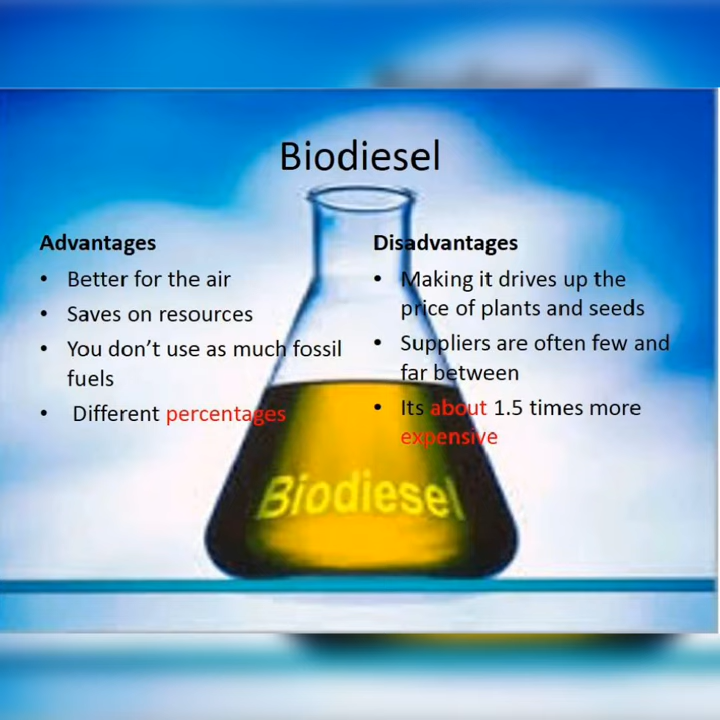 Biodiesel
Advantages
• Better for the air
• Saves on resources
• You don’t use as much fossil
fuels
• Different percentages
Disadvantages
• Making it drives up the
price of plants and seeds
• Suppliers are often few and
far between
• Its about 1.5 times more
expensive
Biodiesel